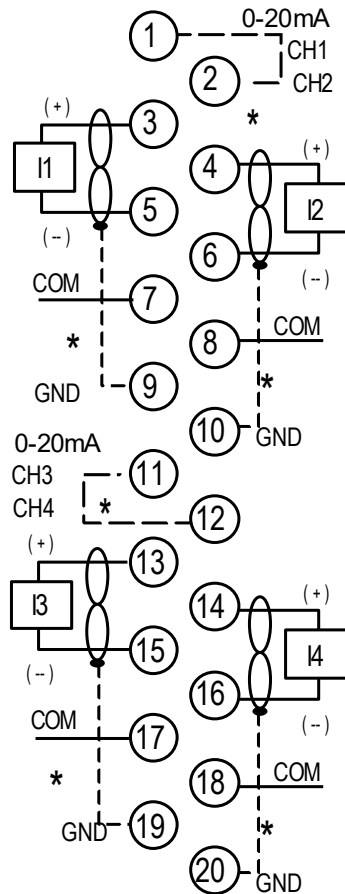 0-20mA
1
CH1
2
CH2
*
(+)
3
I1
4
(+)
5
I2
(--)
6
(--)
COM
7
*
8
COM
GND
9
*
10
GND
0-20mA
CH3
11
CH4
*
12
(+)
13
I3
14
(+)
15
I4
(--)
16
(--)
COM
17
*
18
COM
GND
19
*
20
GND